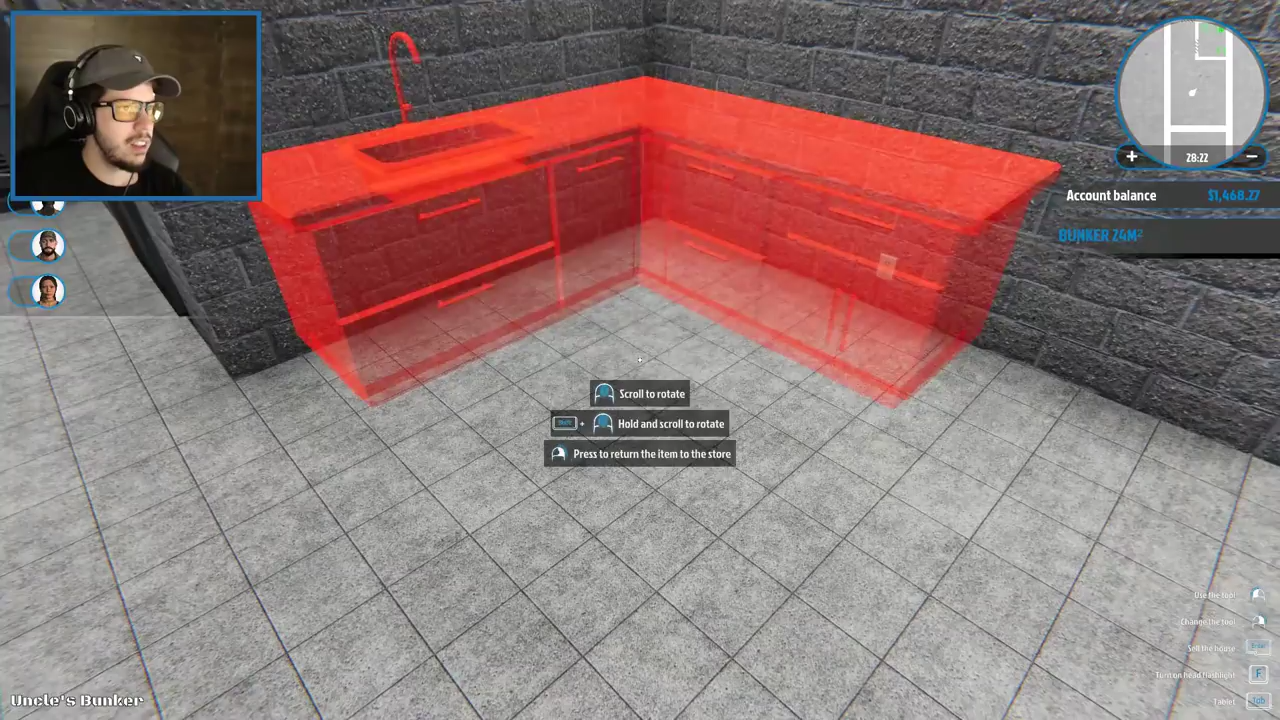 28:22
Account balance $1,468.27
BUNKER 24M²
Scroll to rotate
+ Hold and scroll to rotate
Press to return the item to the store
Use the tool
Change the tool
Sell the house
Turn on head flashlight F
Tablet Tab
Uncle's Bunker